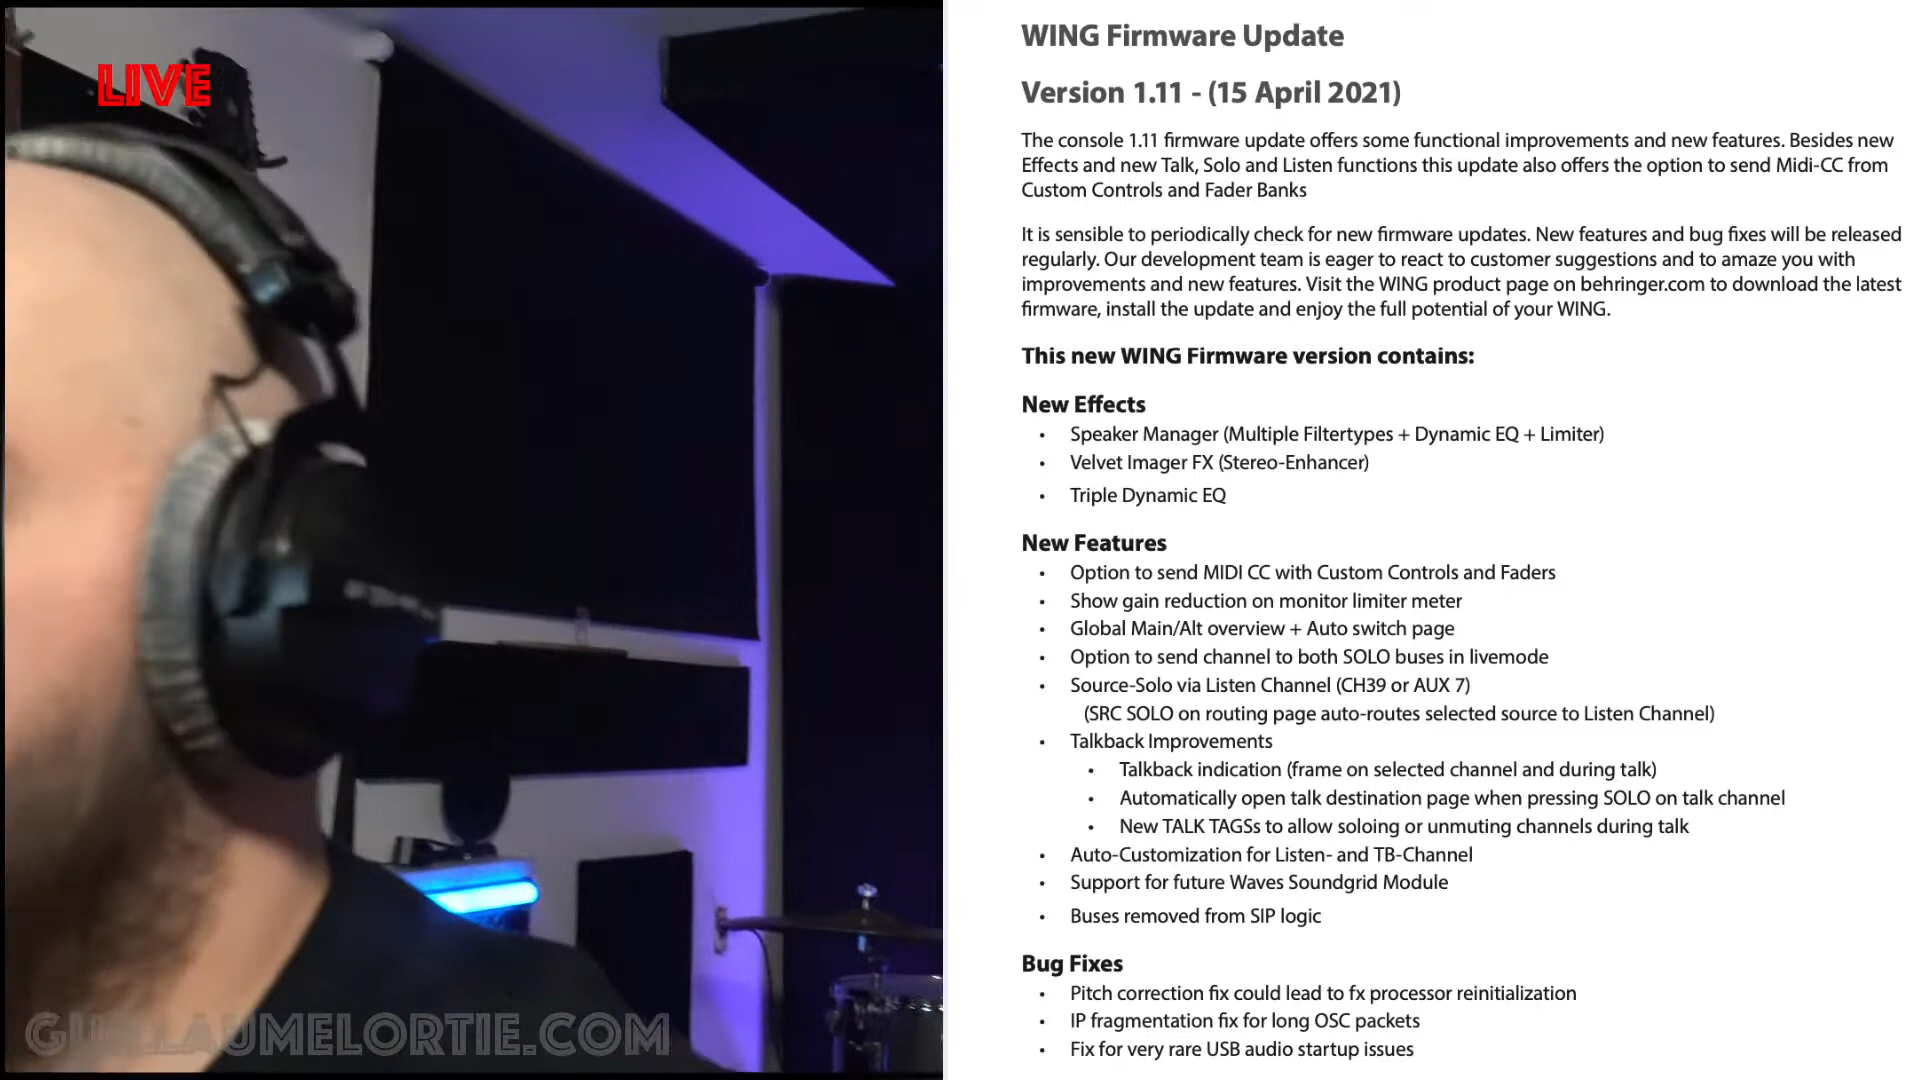 LIVE
GUILLAUMELORTIE.COM
WING Firmware Update
Version 1.11 - (15 April 2021)
The console 1.11 firmware update offers some functional improvements and new features. Besides new
Effects and new Talk, Solo and Listen functions this update also offers the option to send Midi-CC from
Custom Controls and Fader Banks
It is sensible to periodically check for new firmware updates. New features and bug fixes will be released
regularly. Our development team is eager to react to customer suggestions and to amaze you with
improvements and new features. Visit the WING product page on behringer.com to download the latest
firmware, install the update and enjoy the full potential of your WING.
This new WING Firmware version contains:
New Effects
• Speaker Manager (Multiple Filtertypes + Dynamic EQ + Limiter)
• Velvet Imager FX (Stereo-Enhancer)
• Triple Dynamic EQ
New Features
• Option to send MIDI CC with Custom Controls and Faders
• Show gain reduction on monitor limiter meter
• Global Main/Alt overview + Auto switch page
• Option to send channel to both SOLO buses in livemode
• Source-Solo via Listen Channel (CH39 or AUX 7)
(SRC SOLO on routing page auto-routes selected source to Listen Channel)
• Talkback Improvements
• Talkback indication (frame on selected channel and during talk)
• Automatically open talk destination page when pressing SOLO on talk channel
• New TALK TAGSs to allow soloing or unmuting channels during talk
• Auto-Customization for Listen- and TB-Channel
• Support for future Waves Soundgrid Module
• Buses removed from SIP logic
Bug Fixes
• Pitch correction fix could lead to fx processor reinitialization
• IP fragmentation fix for long OSC packets
• Fix for very rare USB audio startup issues